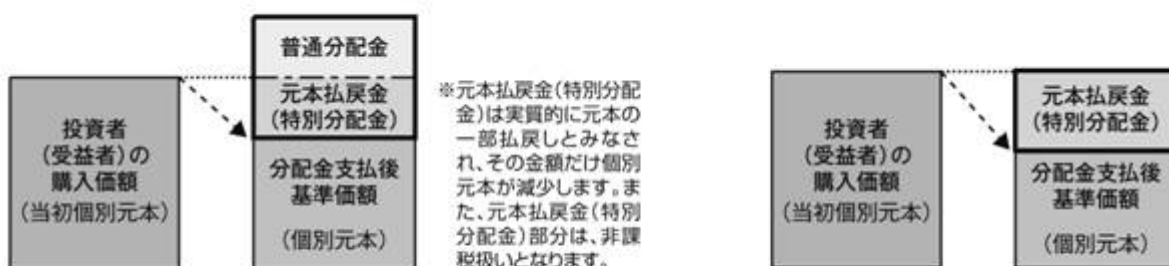 普通分配金
元本払戻金
(特別分配金)
投資者
(受益者)の
購入価額
(当初個別元本)
分配金支払後
基準価額
(個別元本)
※元本払戻金(特別分配
金)は実質的に元本の
一部払戻しとみなさ
れ、その金額だけ個別
元本が減少します。ま
た、元本払戻金(特別
分配金)部分は、非課
税扱いとなります。
投資者
(受益者)の
購入価額
(当初個別元本)
元本払戻金
(特別分配金)
分配金支払後
基準価額
(個別元本)